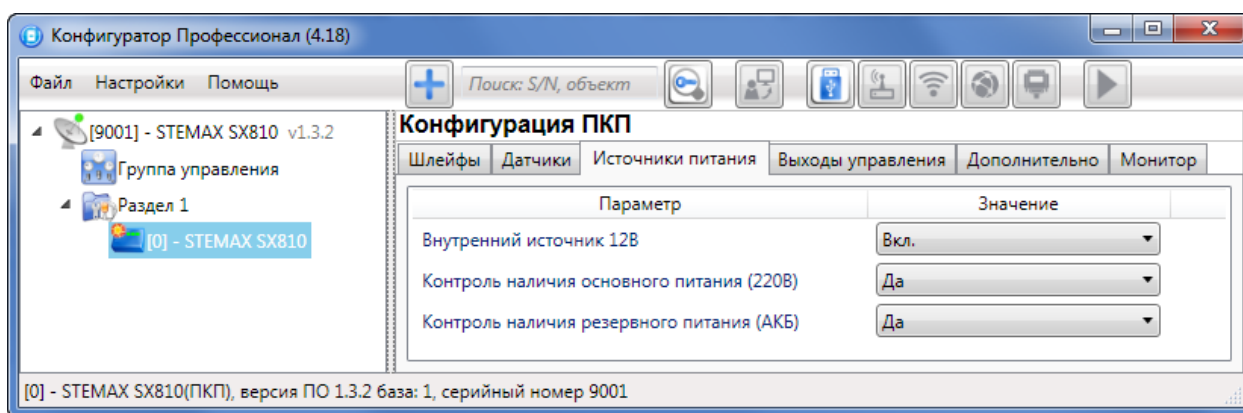 Конфигуратор Профессионал (4.18)
Файл Настройки Помощь Поиск: S/N, объект
[9001] - STEMAX SX810 v1.3.2
Группа управления
Раздел 1
[0] - STEMAX SX810
Конфигурация ПКП
Шлейфы Датчики Источники питания Выходы управления Дополнительно Монитор
Параметр Значение
Внутренний источник 12В Вкл.
Контроль наличия основного питания (220В) Да
Контроль наличия резервного питания (АКБ) Да
[0] - STEMAX SX810(ПКП), версия ПО 1.3.2 база: 1, серийный номер 9001